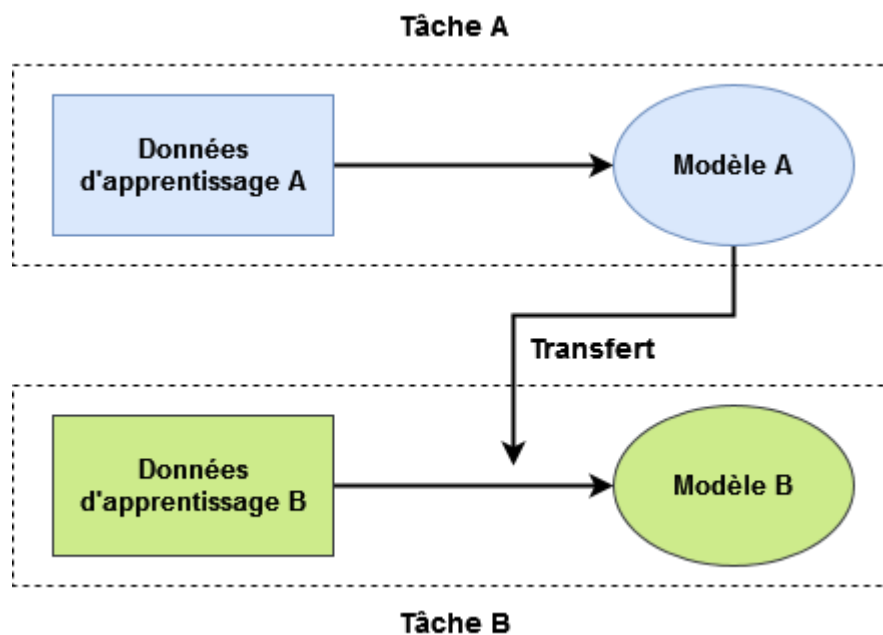 Tâche A
Données
d'apprentissage A
Modèle A
Transfert
Données
d'apprentissage B
Modèle B
Tâche B